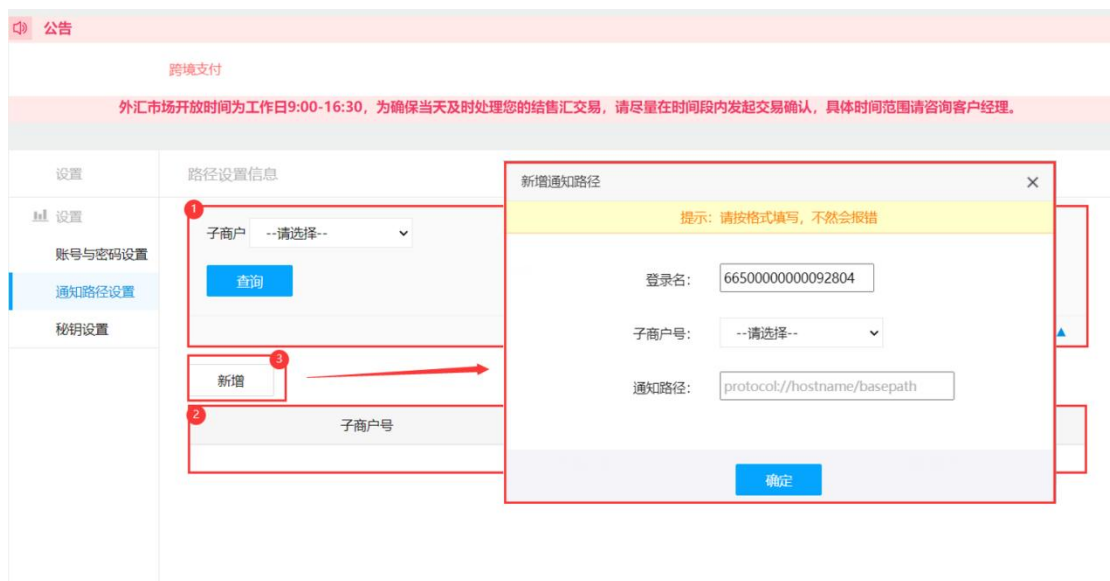 公告
跨境支付
外汇市场开放时间为工作日9:00-16:30，为确保当天及时处理您的结售汇交易，请尽量在时间段内发起交易确认，具体时间范围请咨询客户经理。
设置
路径设置信息
设置
账号与密码设置
通知路径设置
秘钥设置
1
子商户 --请选择--
查询
3
新增
2
子商户号
新增通知路径 ×
提示：请按格式填写，不然会报错
登录名： 66500000000092804
子商户号： --请选择--
通知路径： protocol://hostname/basepath
确定